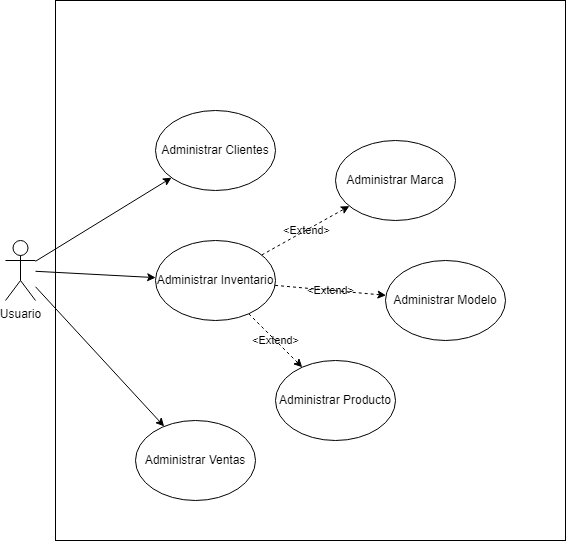 Administrar Clientes
Administrar Marca
<Extend>
Administrar Inventario
<Extend>
Administrar Modelo
Usuario
<Extend>
Administrar Producto
Administrar Ventas